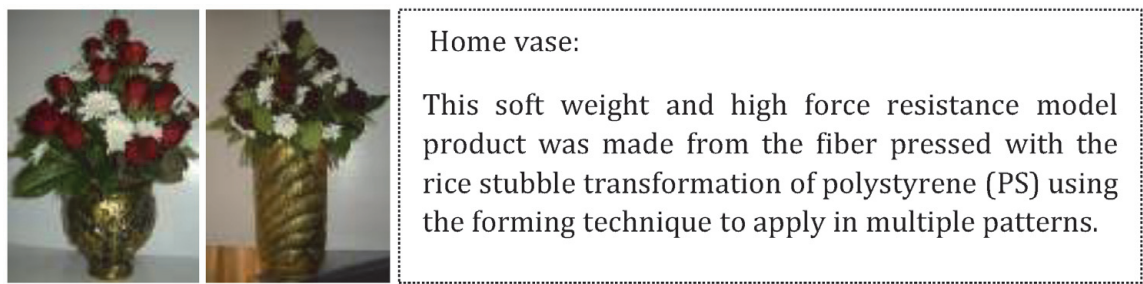 Home vase:
This soft weight and high force resistance model
product was made from the fiber pressed with the
rice stubble transformation of polystyrene (PS) using
the forming technique to apply in multiple patterns.